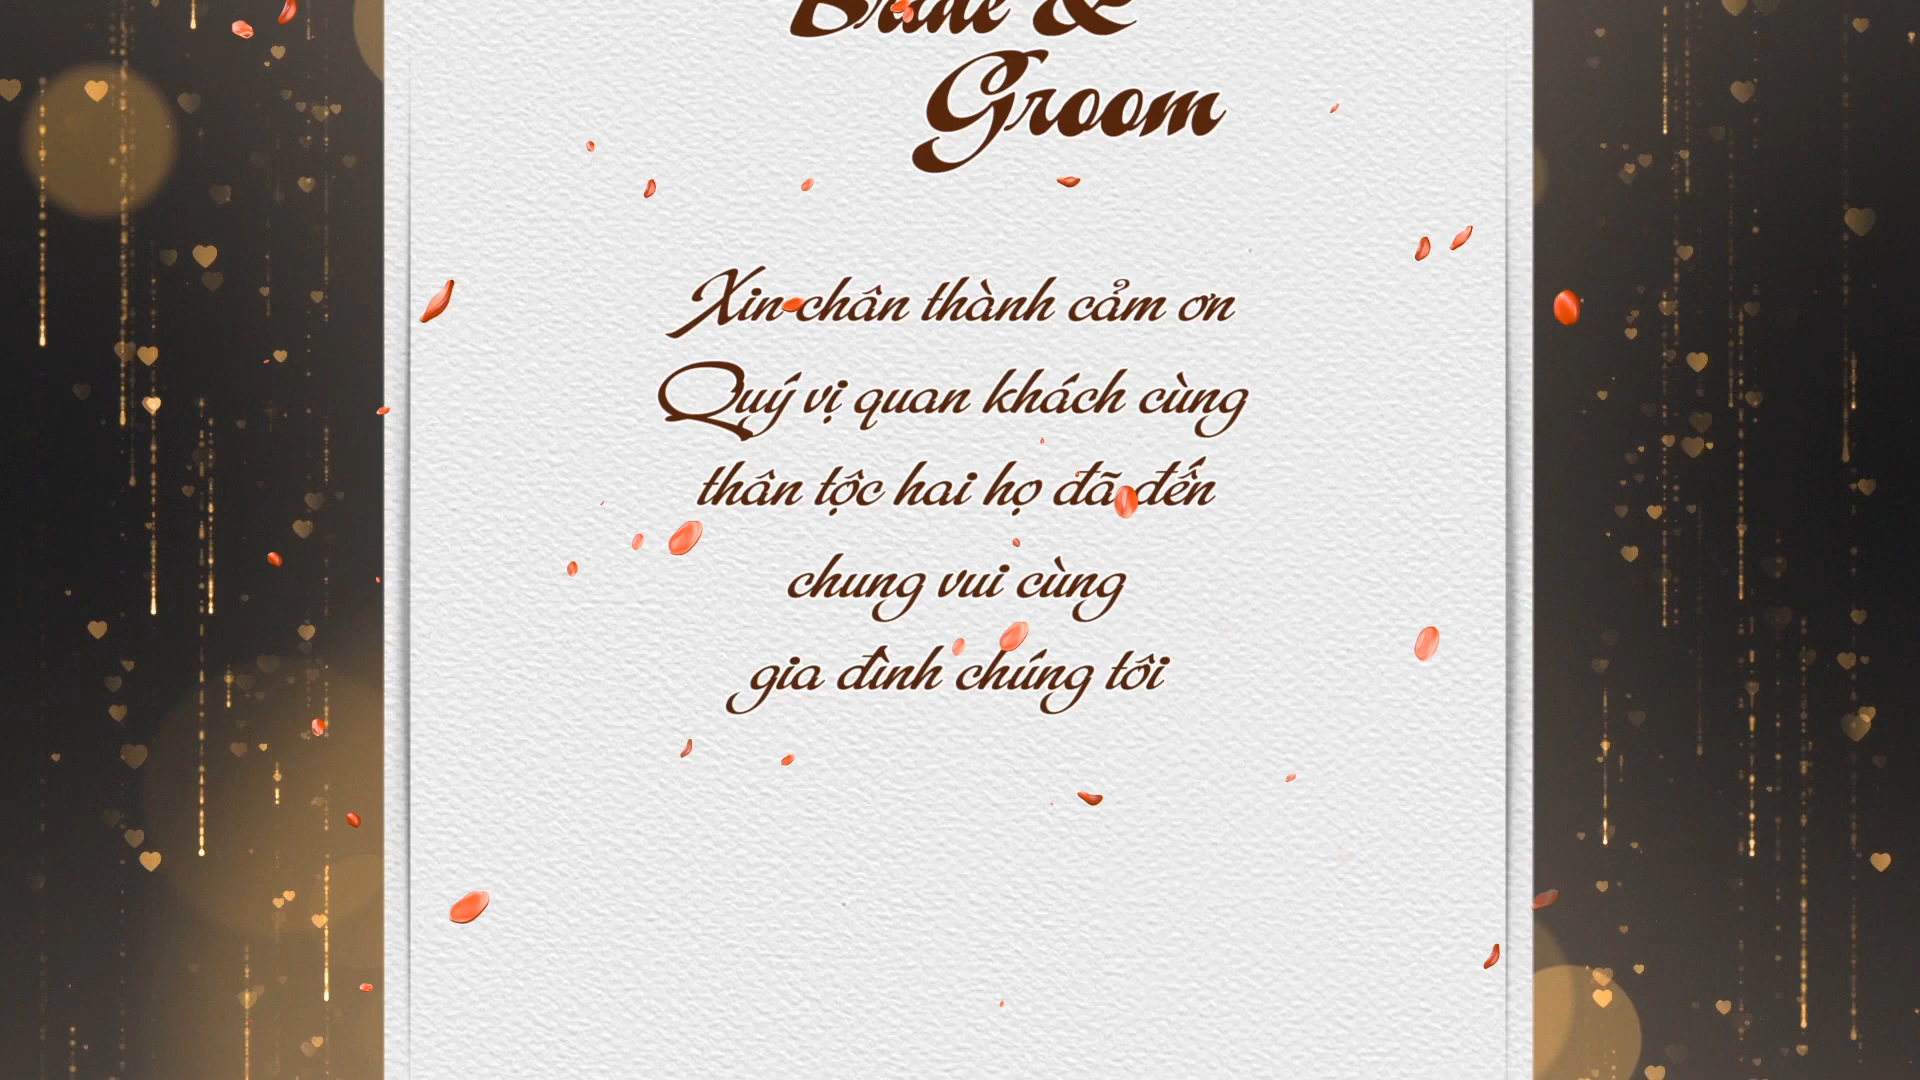 Bride &
Groom
Xin chân thành cảm ơn
Quý vị quan khách cùng
thân tộc hai họ đã đến
chung vui cùng
gia đình chúng tôi